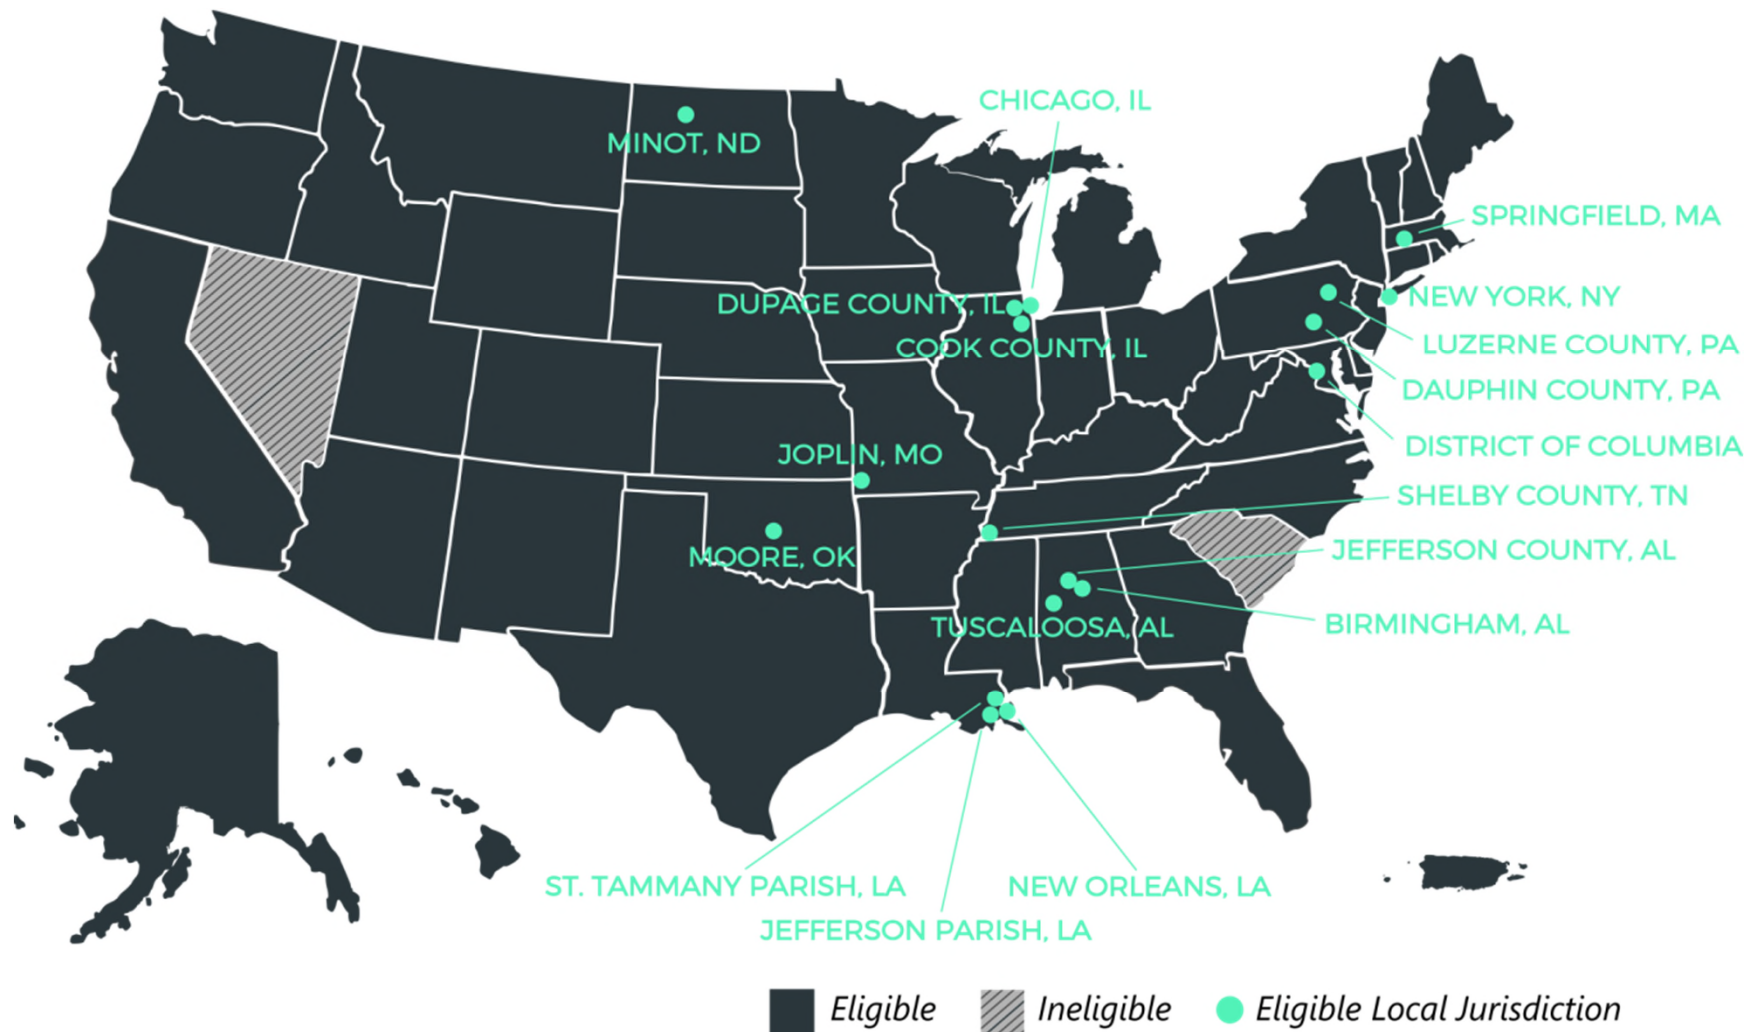 CHICAGO, IL
MINOT, ND
SPRINGFIELD, MA
DUPAGE COUNTY, IL
NEW YORK, NY
COOK COUNTY, IL
LUZERNE COUNTY, PA
DAUPHIN COUNTY, PA
DISTRICT OF COLUMBIA
JOPLIN, MO
SHELBY COUNTY, TN
MOORE, OK
JEFFERSON COUNTY, AL
TUSCALOOSA, AL
BIRMINGHAM, AL
ST. TAMMANY PARISH, LA
NEW ORLEANS, LA
JEFFERSON PARISH, LA
Eligible
Ineligible
Eligible Local Jurisdiction